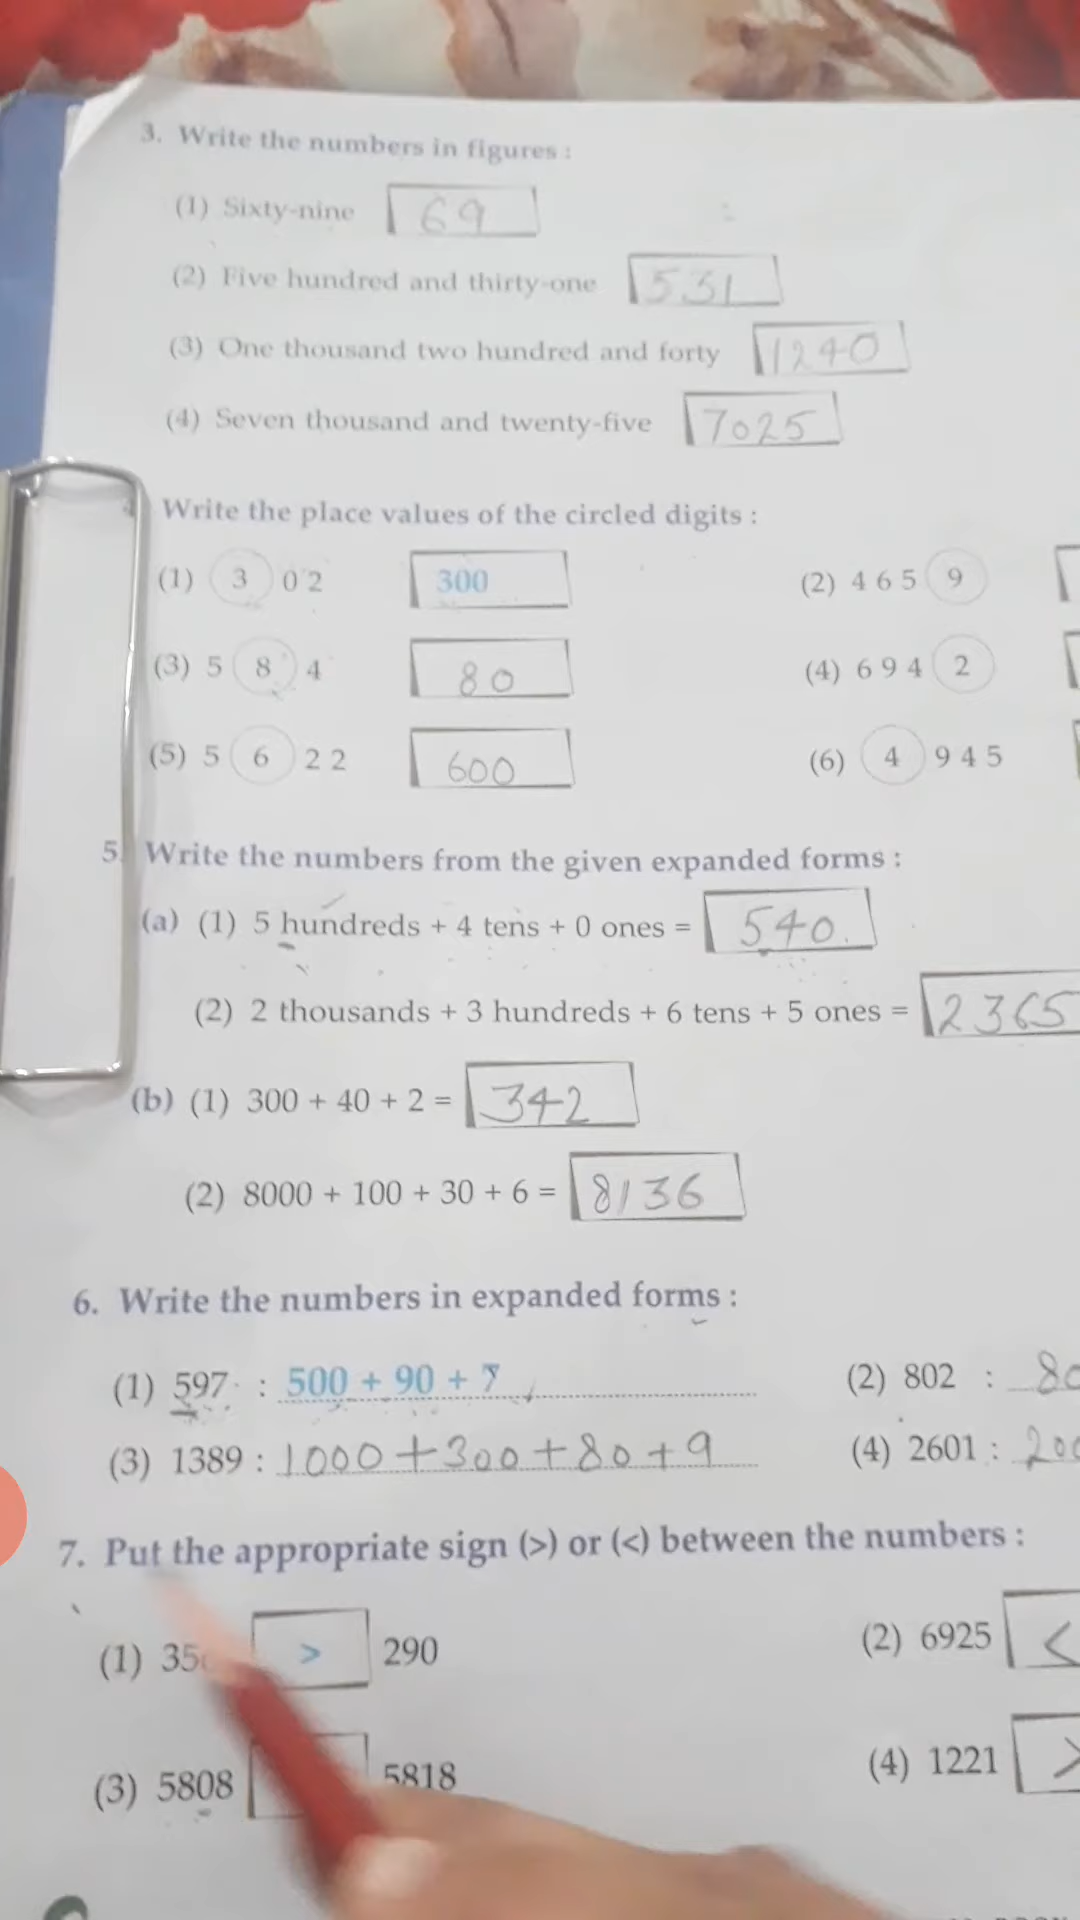 3. Write the numbers in figures :
(1) Sixty-nine 69
(2) Five hundred and thirty-one 531
(3) One thousand two hundred and forty 1240
(4) Seven thousand and twenty-five 7025
Write the place values of the circled digits :
(1) 3 0 2 300 (2) 4 6 5 9
(3) 5 8 4 80 (4) 6 9 4 2
(5) 5 6 2 2 600 (6) 4 9 4 5
5. Write the numbers from the given expanded forms :
(a) (1) 5 hundreds + 4 tens + 0 ones = 540
(2) 2 thousands + 3 hundreds + 6 tens + 5 ones = 2365
(b) (1) 300 + 40 + 2 = 342
(2) 8000 + 100 + 30 + 6 = 8136
6. Write the numbers in expanded forms :
(1) 597 : 500 + 90 + 7 (2) 802 : 80
(3) 1389 : 1000 + 300 + 80 + 9 (4) 2601 : 200
7. Put the appropriate sign (>) or (<) between the numbers :
(1) 35 > 290 (2) 6925 <
(3) 5808 5818 (4) 1221 >